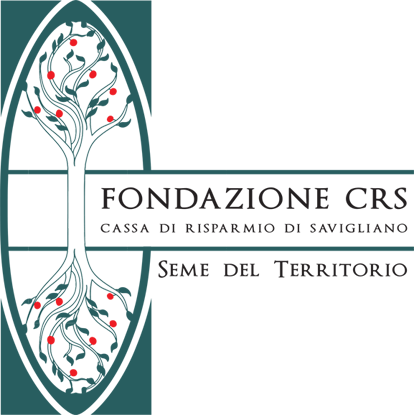 FONDAZIONE CRS
CASSA DI RISPARMIO DI SAVIGLIANO
SEME DEL TERRITORIO